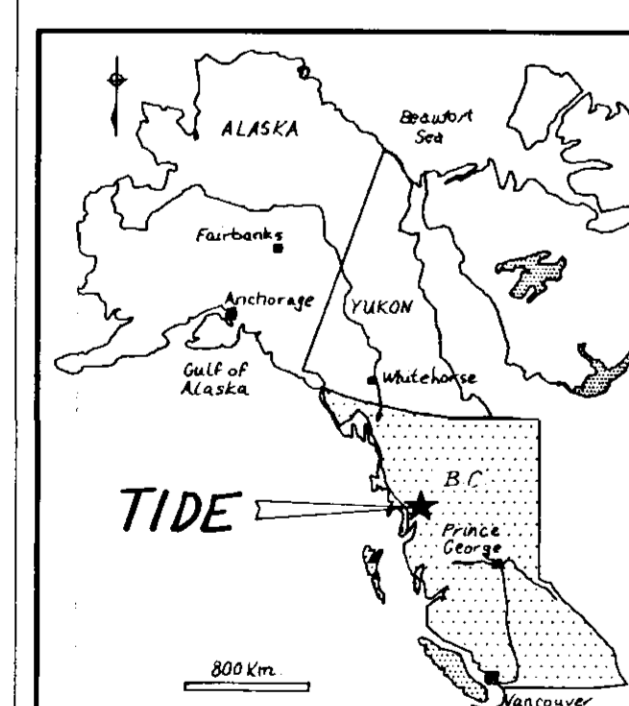 ALASKA
Beaufort
Sea
Fairbanks
Anchorage
YUKON
Gulf of
Alaska
Whitehorse
B.C
TIDE
Prince
George
800 Km.
Vancouver